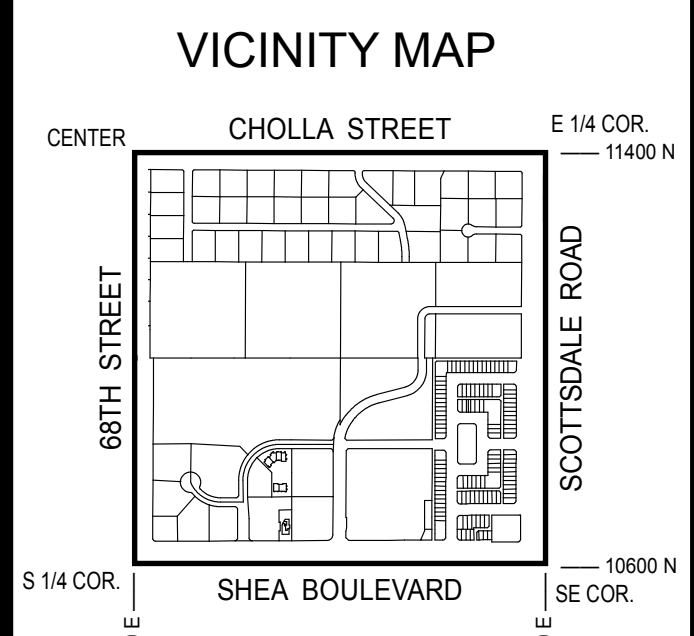 VICINITY MAP
CENTER
CHOLLA STREET
E 1/4 COR.
11400 N
68TH STREET
SCOTTSDALE ROAD
10600 N
S 1/4 COR.
SHEA BOULEVARD
SE COR.
E
E